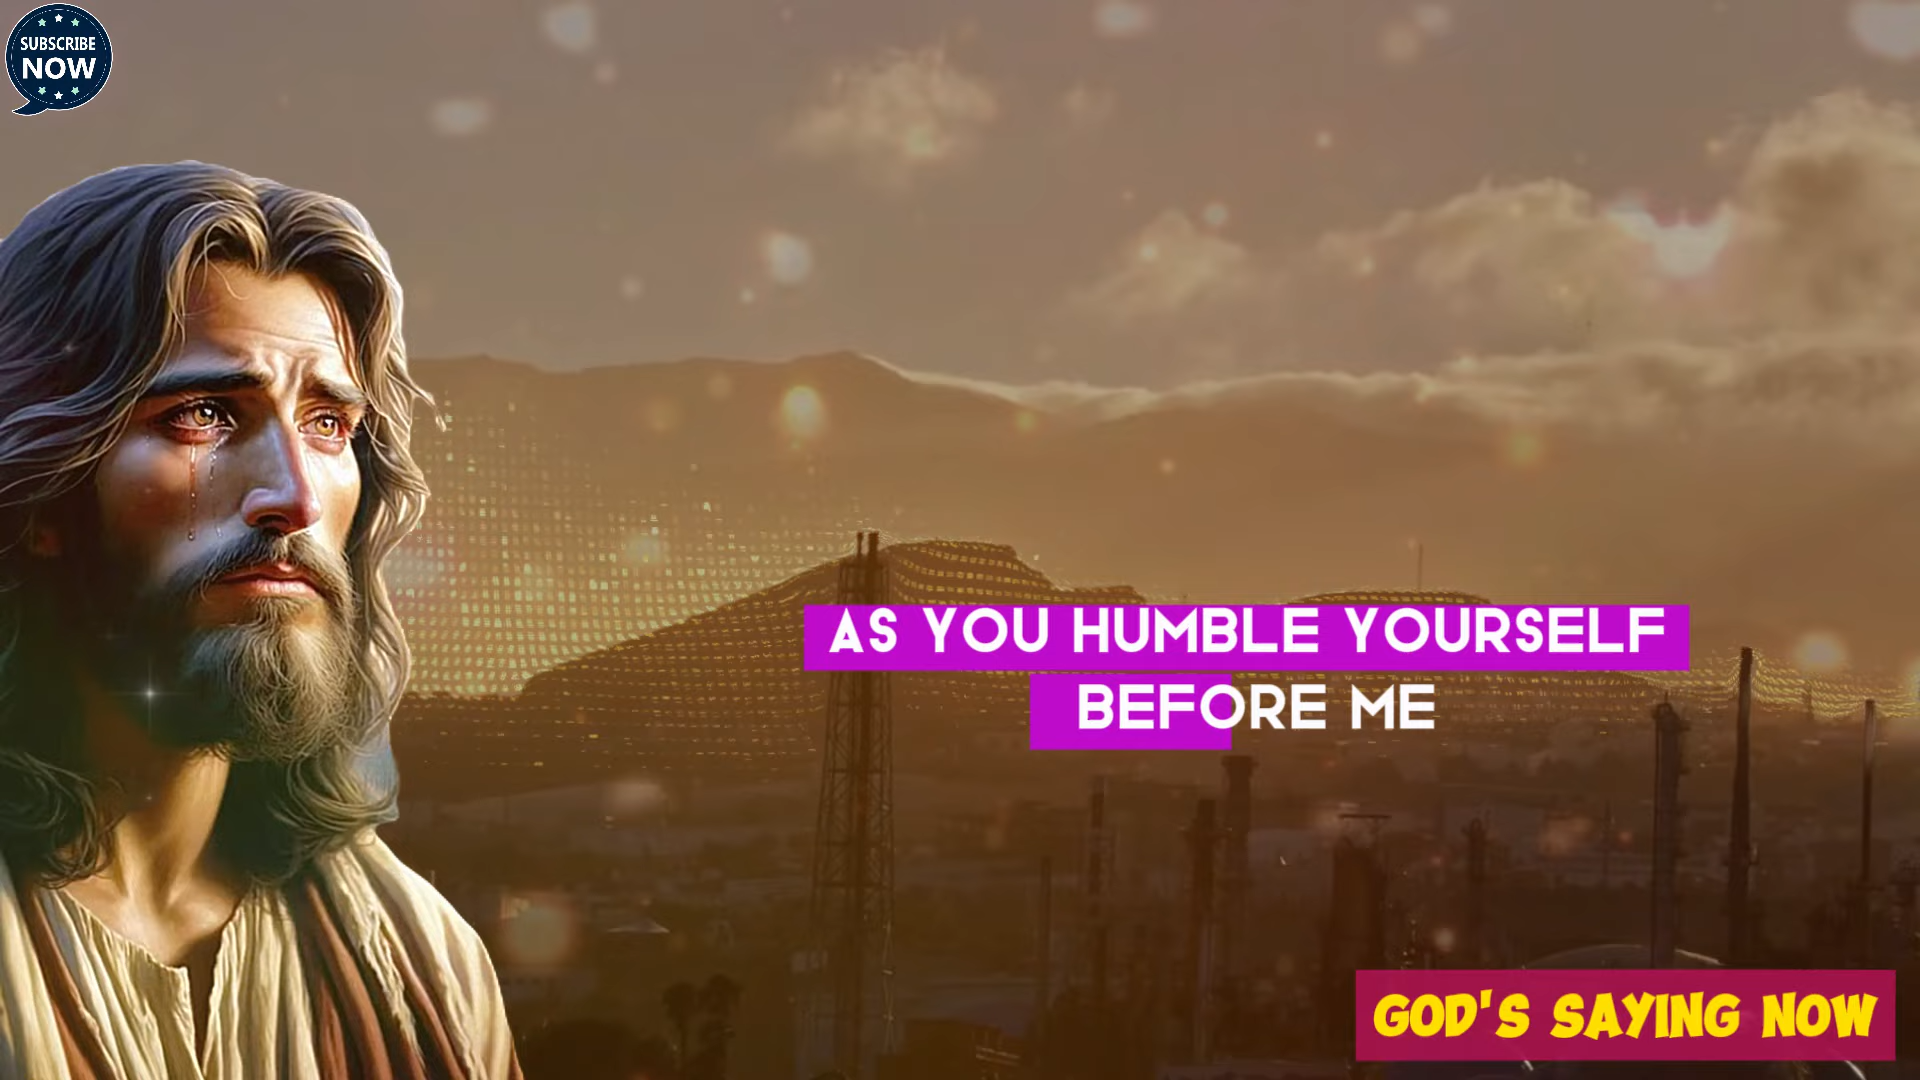 SUBSCRIBE
NOW
AS YOU HUMBLE YOURSELF
BEFORE ME
GOD'S SAYING NOW